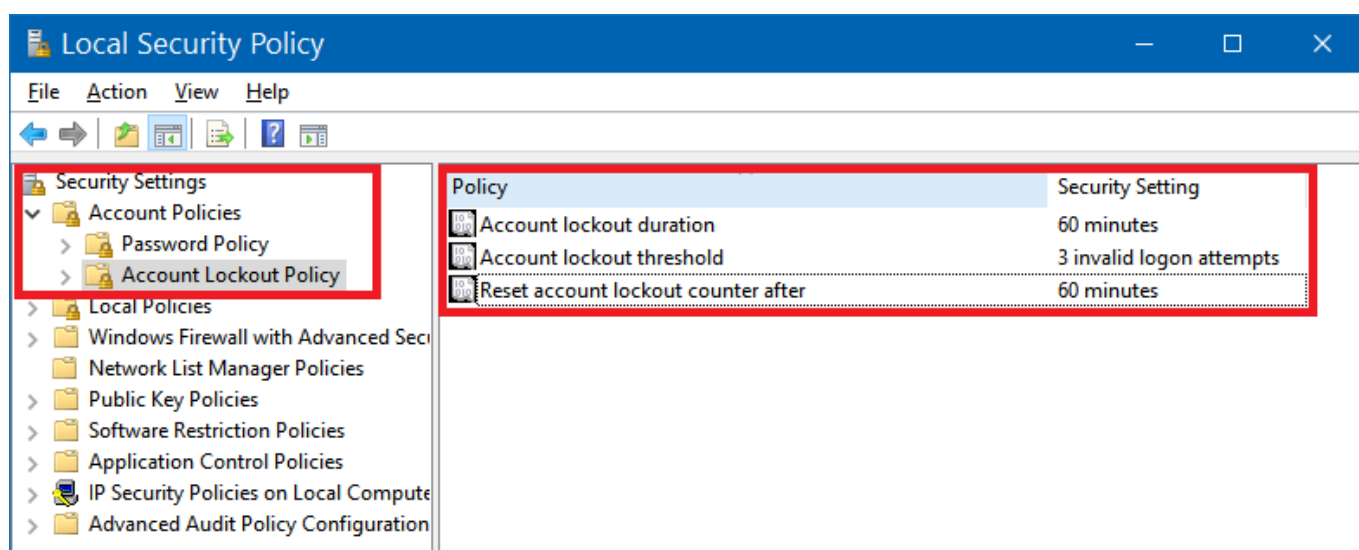 Local Security Policy
File Action View Help
Security Settings
Account Policies
Password Policy
Account Lockout Policy
Local Policies
Windows Firewall with Advanced Secu
Network List Manager Policies
Public Key Policies
Software Restriction Policies
Application Control Policies
IP Security Policies on Local Compute
Advanced Audit Policy Configuration
Policy Security Setting
Account lockout duration 60 minutes
Account lockout threshold 3 invalid logon attempts
Reset account lockout counter after 60 minutes